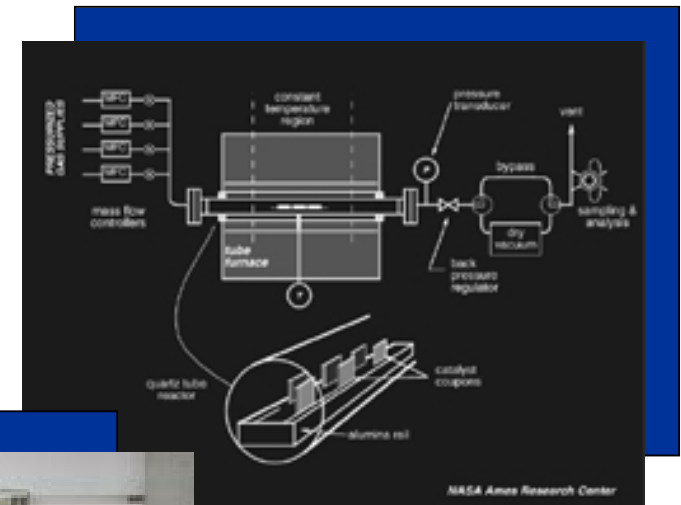 PRESSURIZED
GAS SUPPLIES
MFC
MFC
MFC
MFC
mass flow
controllers
constant
temperature
region
tube
furnace
T
pressure
transducer
P
back
pressure
regulator
bypass
dry
vacuum
vent
sampling &
analysis
quartz tube
reactor
catalyst
coupons
alumina rail
NASA Ames Research Center